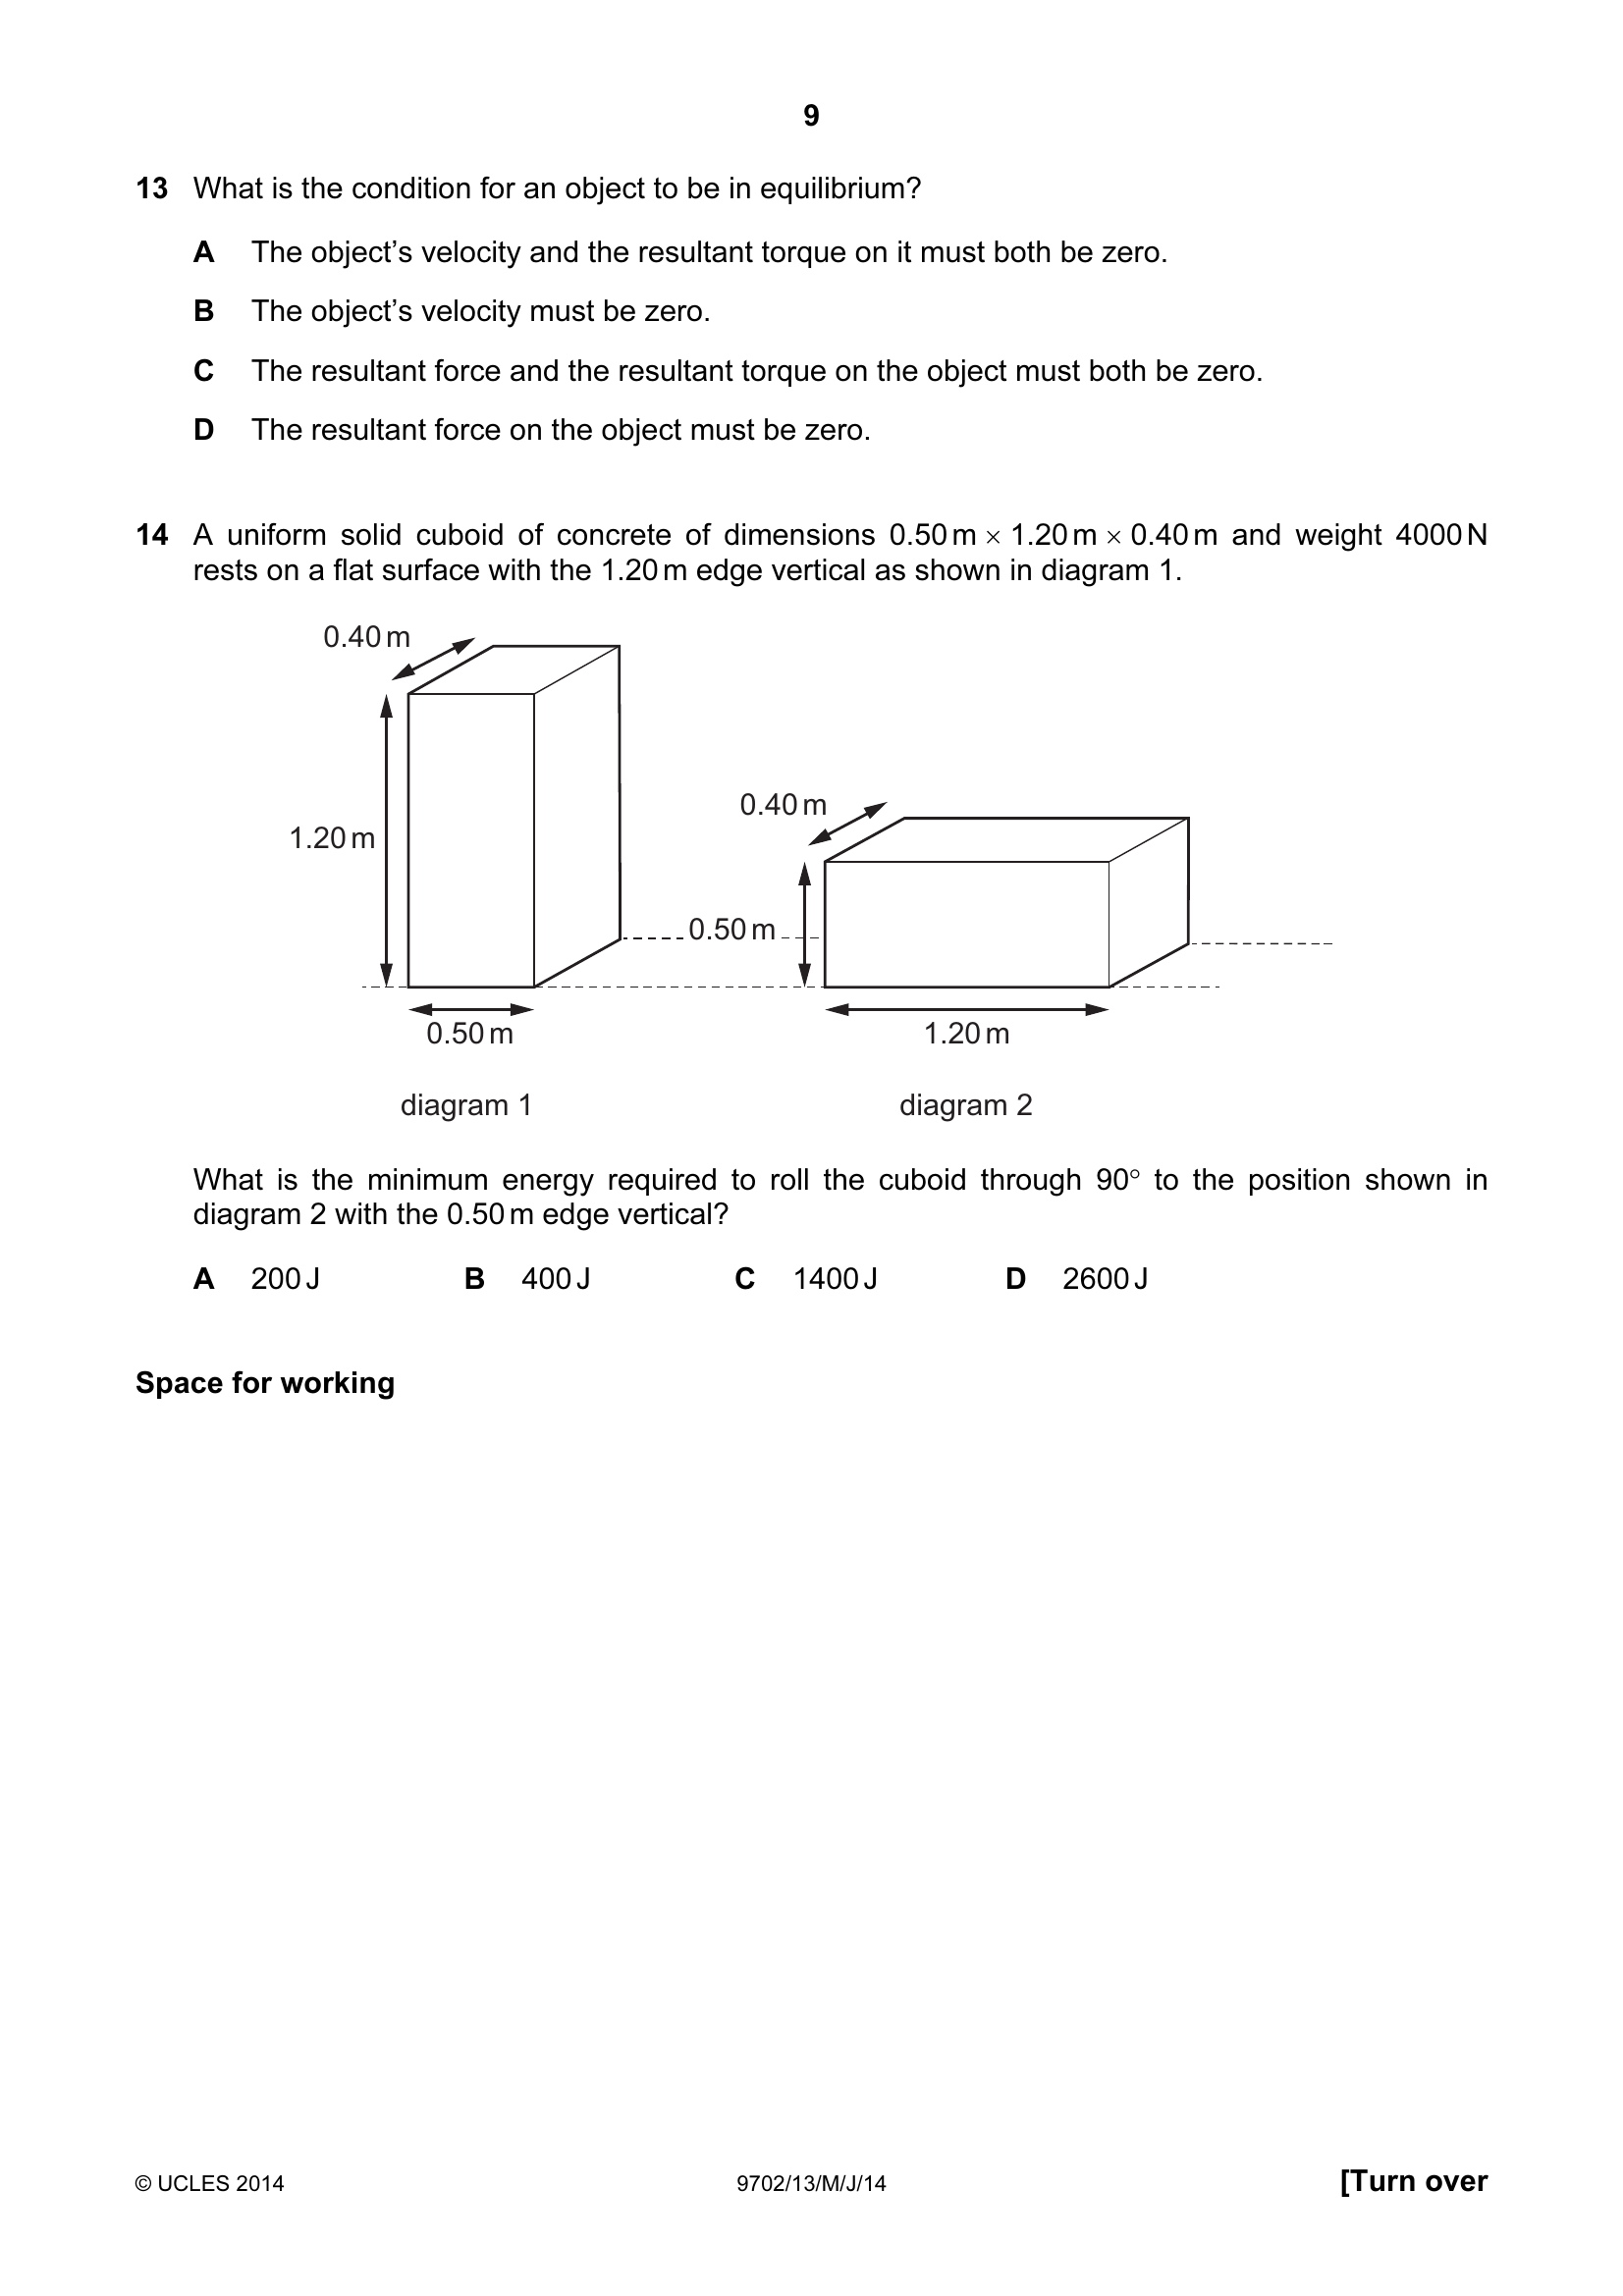 9
13 What is the condition for an object to be in equilibrium?
A The object’s velocity and the resultant torque on it must both be zero.
B The object’s velocity must be zero.
C The resultant force and the resultant torque on the object must both be zero.
D The resultant force on the object must be zero.
14 A uniform solid cuboid of concrete of dimensions 0.50 m × 1.20 m × 0.40 m and weight 4000 N
rests on a flat surface with the 1.20 m edge vertical as shown in diagram 1.
0.40 m
1.20 m
0.50 m
diagram 1
0.40 m
0.50 m
1.20 m
diagram 2
What is the minimum energy required to roll the cuboid through 90° to the position shown in
diagram 2 with the 0.50 m edge vertical?
A 200 J B 400 J C 1400 J D 2600 J
Space for working
© UCLES 2014 9702/13/M/J/14 [Turn over